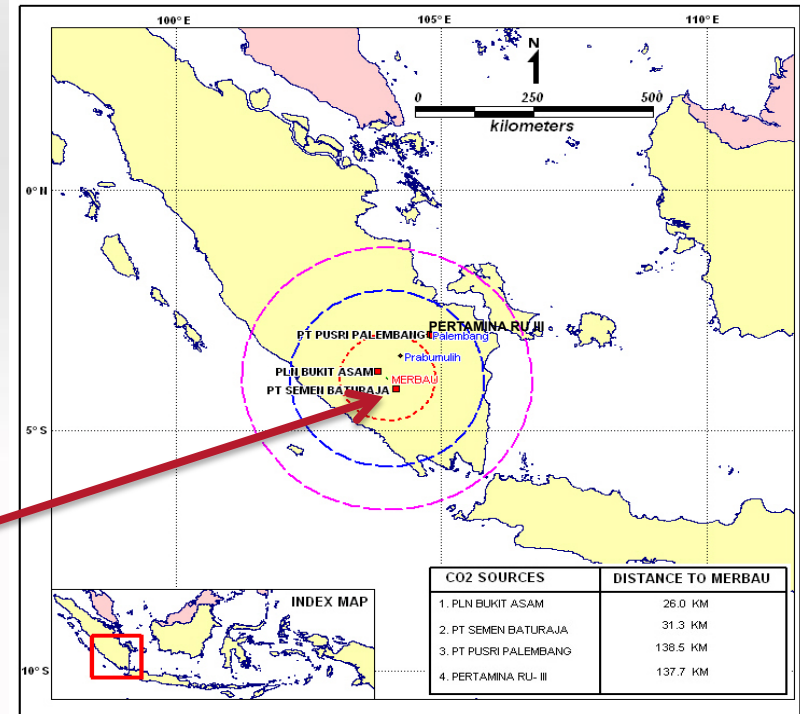 100° E
105° E
110° E
N
0 250 500
kilometers
0° N
PT PUSRI PALEMBANG
PERTAMINA RU III
Palembang
Prabumulih
PLN BUKIT ASAM
MERBAU
PT SEMEN BATURAJA
5° S
10° S
INDEX MAP
CO2 SOURCES DISTANCE TO MERBAU
1. PLN BUKIT ASAM 26.0 KM
2. PT SEMEN BATURAJA 31.3 KM
3. PT PUSRI PALEMBANG 138.5 KM
4. PERTAMINA RU- III 137.7 KM